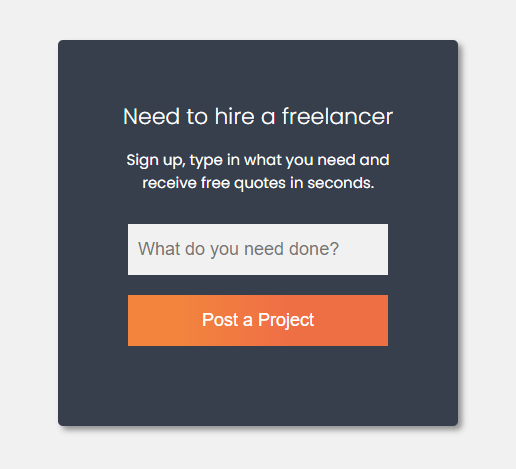 Need to hire a freelancer
Sign up, type in what you need and
receive free quotes in seconds.
What do you need done?
Post a Project